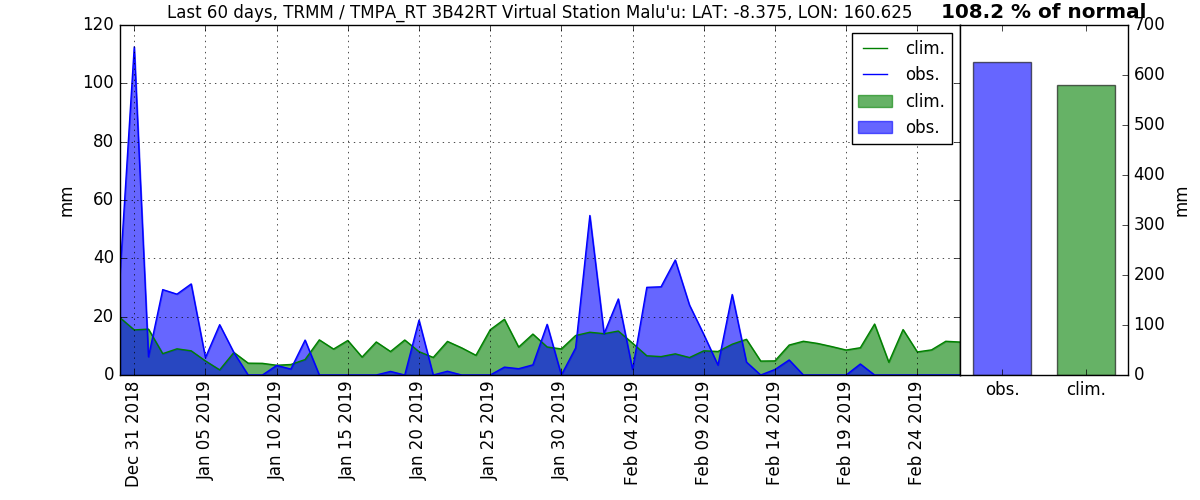 Last 60 days, TRMM / TMPA_RT 3B42RT Virtual Station Malu'u: LAT: -8.375, LON: 160.625
108.2 % of normal
120
100
80
60
40
20
0
mm
clim.
obs.
clim.
obs.
700
600
500
400
300
200
100
0
mm
Dec 31 2018
Jan 05 2019
Jan 10 2019
Jan 15 2019
Jan 20 2019
Jan 25 2019
Jan 30 2019
Feb 04 2019
Feb 09 2019
Feb 14 2019
Feb 19 2019
Feb 24 2019
obs.
clim.